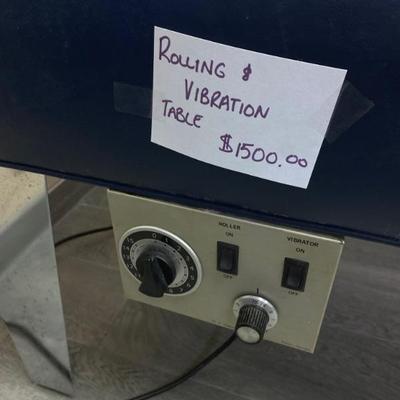 ROLLING &
VIBRATION
TABLE
$1500.00
ROLLER
ON
OFF
VIBRATOR
ON
OFF